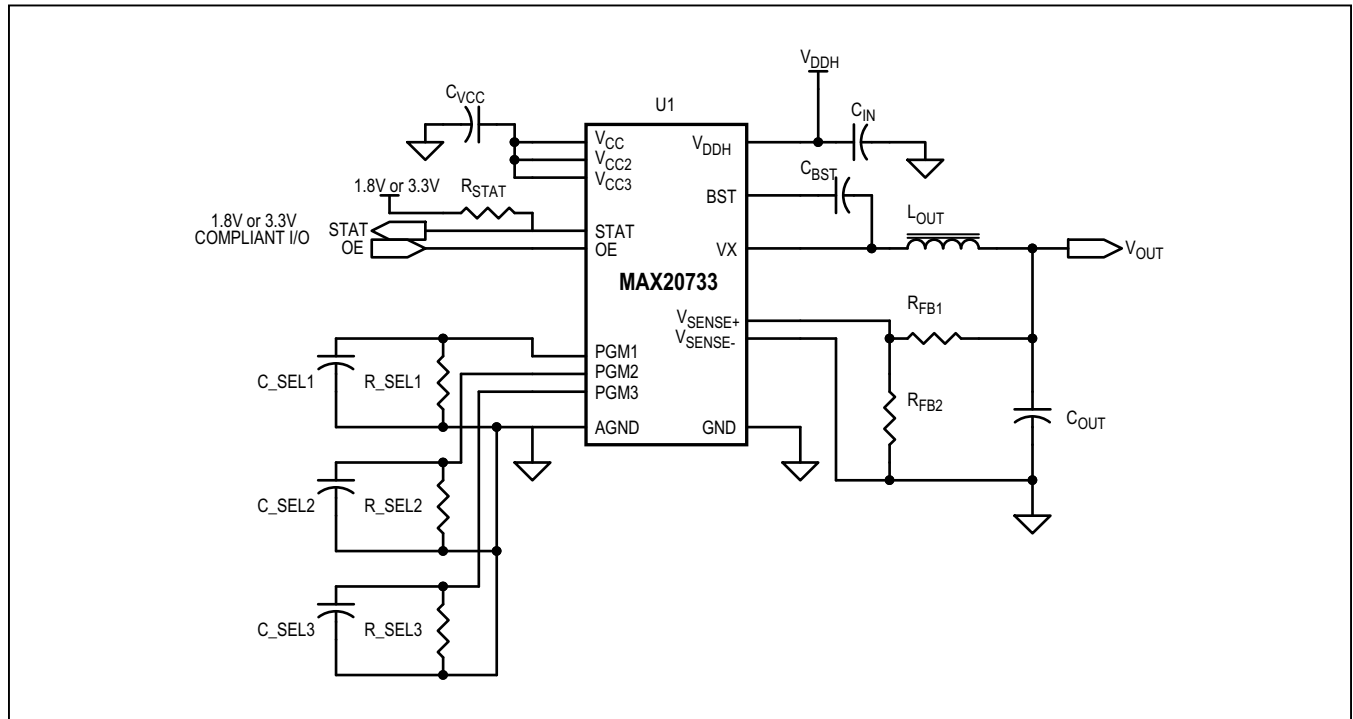 VDDH
CVCC
U1
CIN
VCC
VCC2
VCC3
VDDH
CBST
1.8V or 3.3V
RSTAT
BST
LOUT
1.8V or 3.3V
COMPLIANT I/O
STAT
OE
STAT
OE
VX
VOUT
MAX20733
RFB1
VSENSE+
VSENSE-
PGM1
PGM2
PGM3
C_SEL1
R_SEL1
RFB2
COUT
AGND
GND
C_SEL2
R_SEL2
C_SEL3
R_SEL3